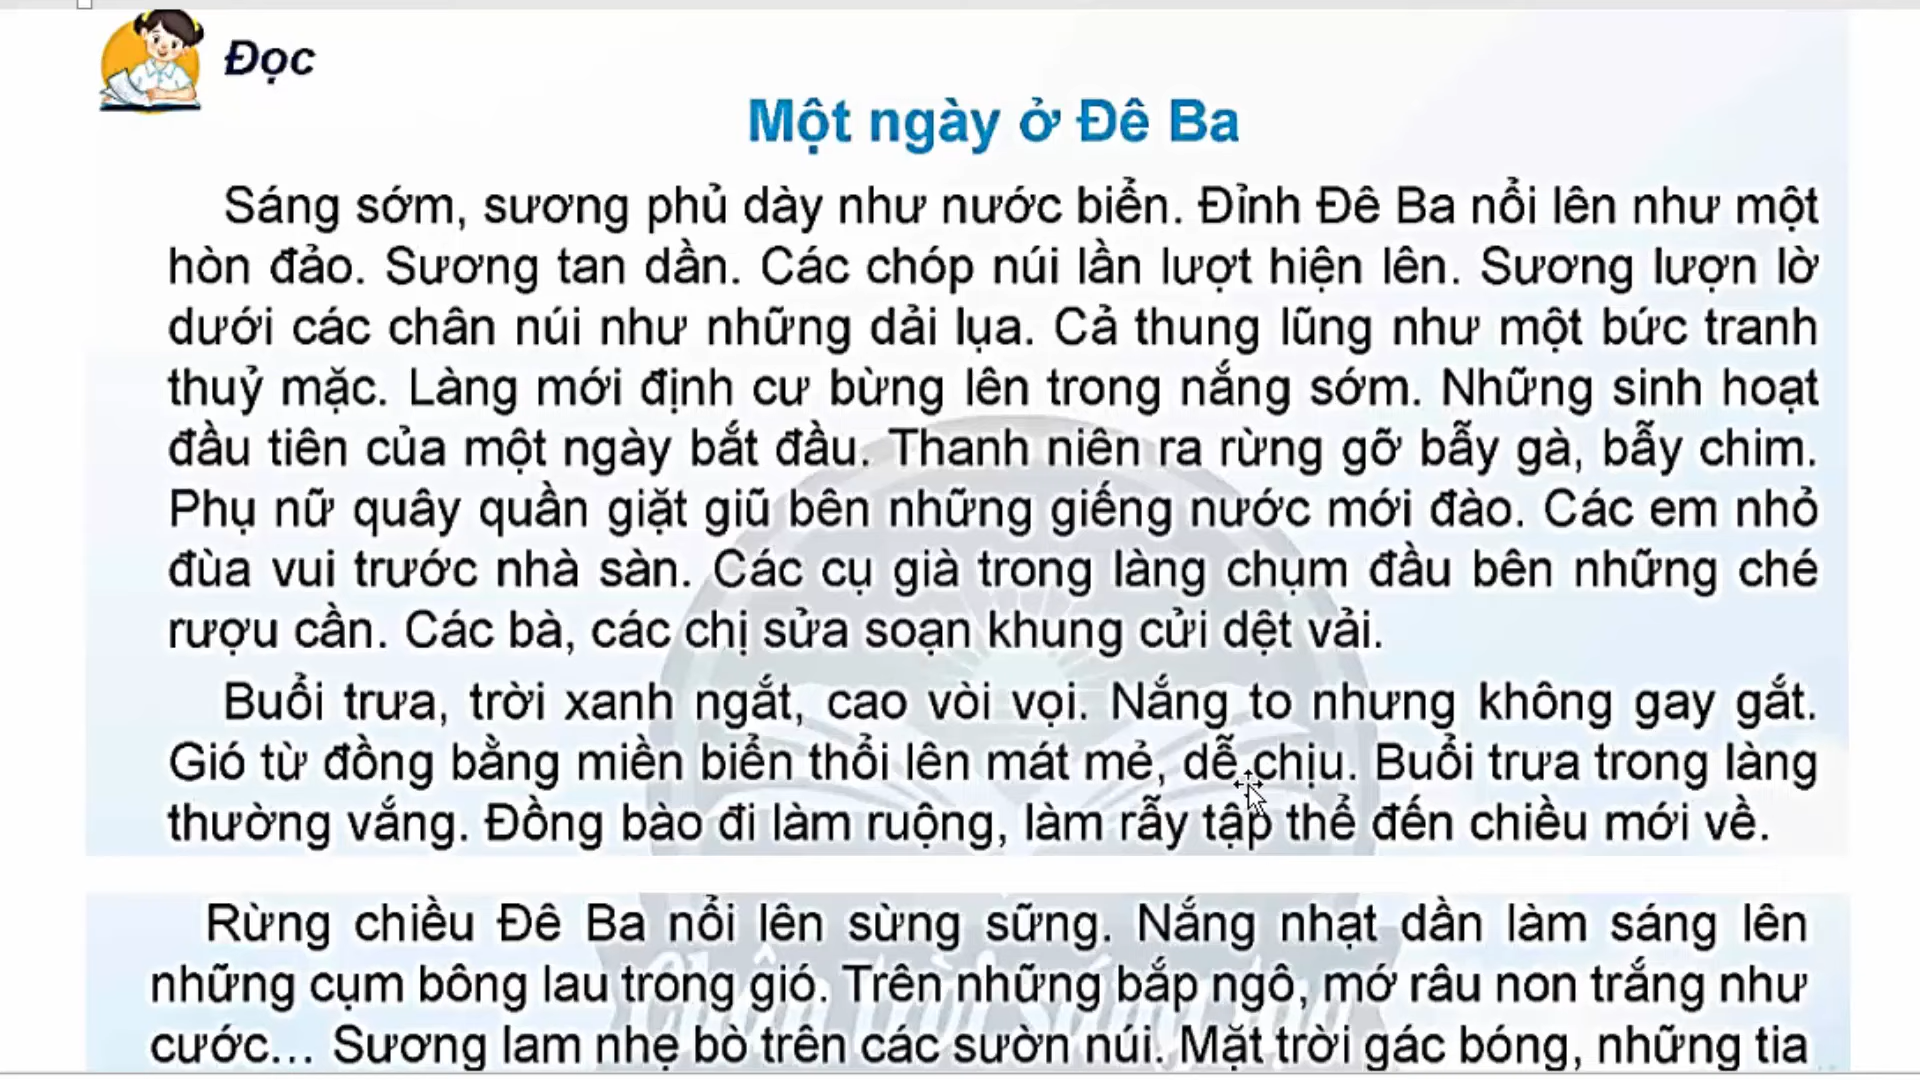 Đọc
Một ngày ở Đê Ba
Sáng sớm, sương phủ dày như nước biển. Đỉnh Đê Ba nổi lên như một
hòn đảo. Sương tan dần. Các chóp núi lần lượt hiện lên. Sương lượn lờ
dưới các chân núi như những dải lụa. Cả thung lũng như một bức tranh
thuỷ mặc. Làng mới định cư bừng lên trong nắng sớm. Những sinh hoạt
đầu tiên của một ngày bắt đầu. Thanh niên ra rừng gỡ bẫy gà, bẫy chim.
Phụ nữ quây quần giặt giũ bên những giếng nước mới đào. Các em nhỏ
đùa vui trước nhà sàn. Các cụ già trong làng chụm đầu bên những ché
rượu cần. Các bà, các chị sửa soạn khung cửi dệt vải.
Buổi trưa, trời xanh ngắt, cao vòi vọi. Nắng to nhưng không gay gắt.
Gió từ đồng bằng miền biển thổi lên mát mẻ, dễ chịu. Buổi trưa trong làng
thường vắng. Đồng bào đi làm ruộng, làm rẫy tập thể đến chiều mới về.
Rừng chiều Đê Ba nổi lên sừng sững. Nắng nhạt dần làm sáng lên
những cụm bông lau trong gió. Trên những bắp ngô, mớ râu non trắng như
cước... Sương lam nhẹ bò trên các sườn núi. Mặt trời gác bóng, những tia
Chân trời sáng tạo